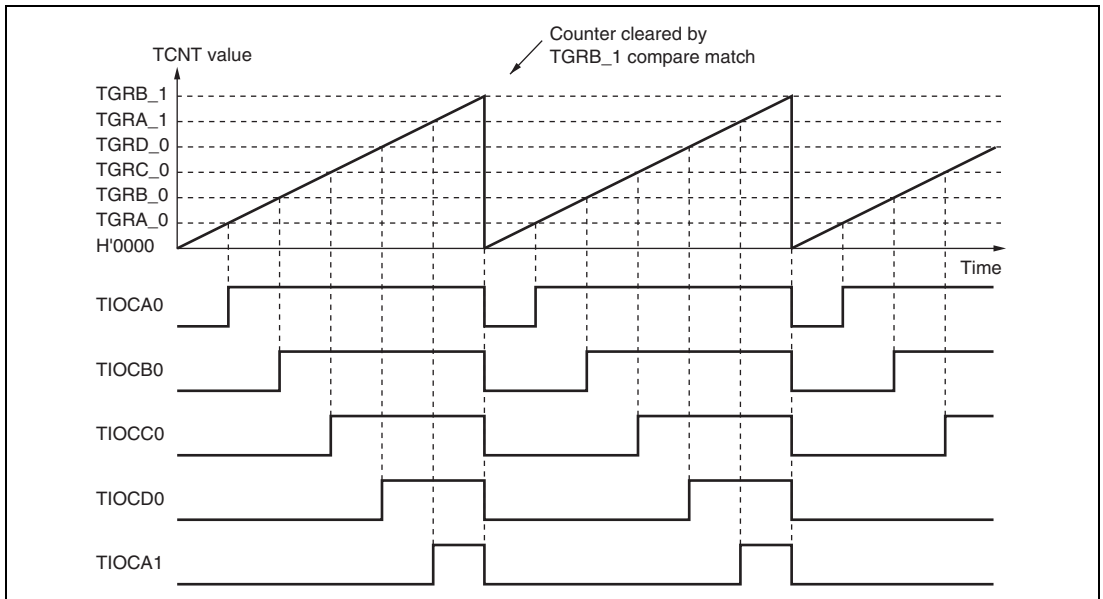 Counter cleared by
TGRB_1 compare match
TCNT value
TGRB_1
TGRA_1
TGRD_0
TGRC_0
TGRB_0
TGRA_0
H'0000
Time
TIOCA0
TIOCB0
TIOCC0
TIOCD0
TIOCA1